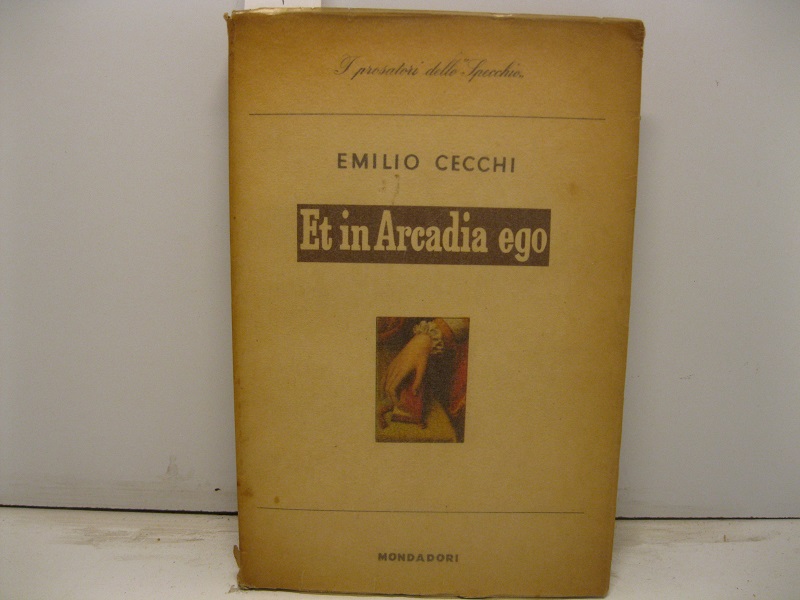 I prosatori dello "Specchio"
EMILIO CECCHI
Et in Arcadia ego
MONDADORI